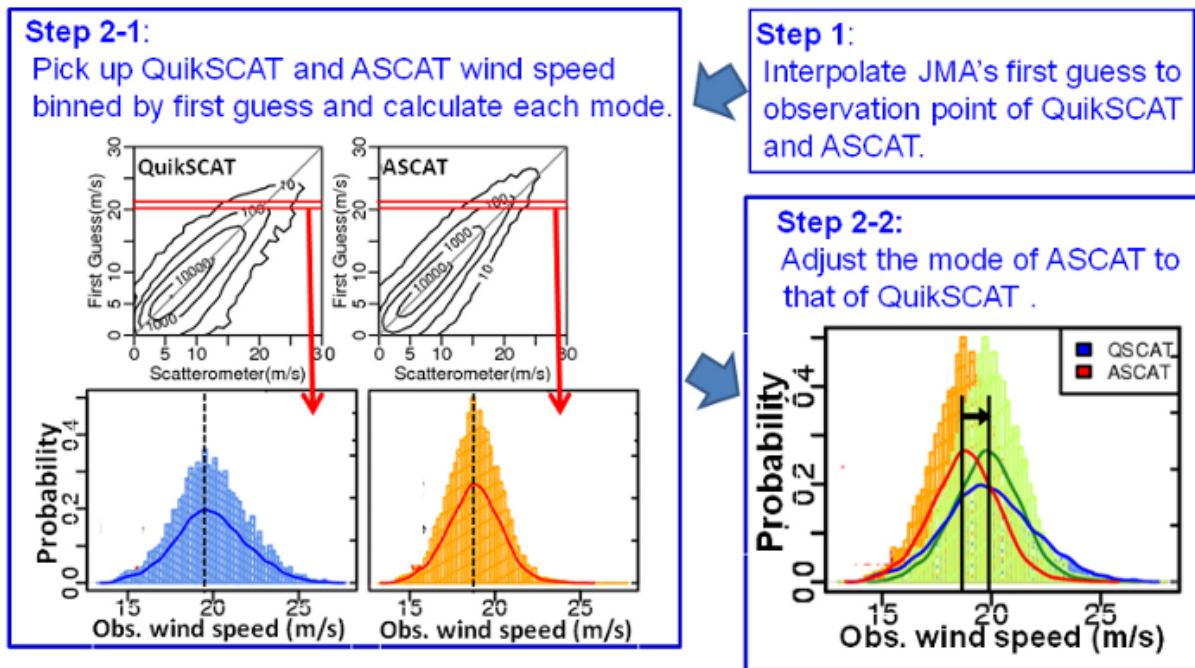 Step 1:
Interpolate JMA's first guess to
observation point of QuikSCAT
and ASCAT.
Step 2-1:
Pick up QuikSCAT and ASCAT wind speed
binned by first guess and calculate each mode.
QuikSCAT
First Guess(m/s)
30
20
10
5
0
10
100
10000
1000
0 5 10 20 30
Scatterometer(m/s)
ASCAT
First Guess(m/s)
30
20
10
5
0
100
1000
10000
10
0 5 10 20 30
Scatterometer(m/s)
Probability
0.4
0.2
0.0
15 20 25
Obs. wind speed (m/s)
15 20 25
Obs. wind speed (m/s)
Step 2-2:
Adjust the mode of ASCAT to
that of QuikSCAT .
QSCAT
ASCAT
Probability
0.4
0.2
0.0
15 20 25
Obs. wind speed (m/s)